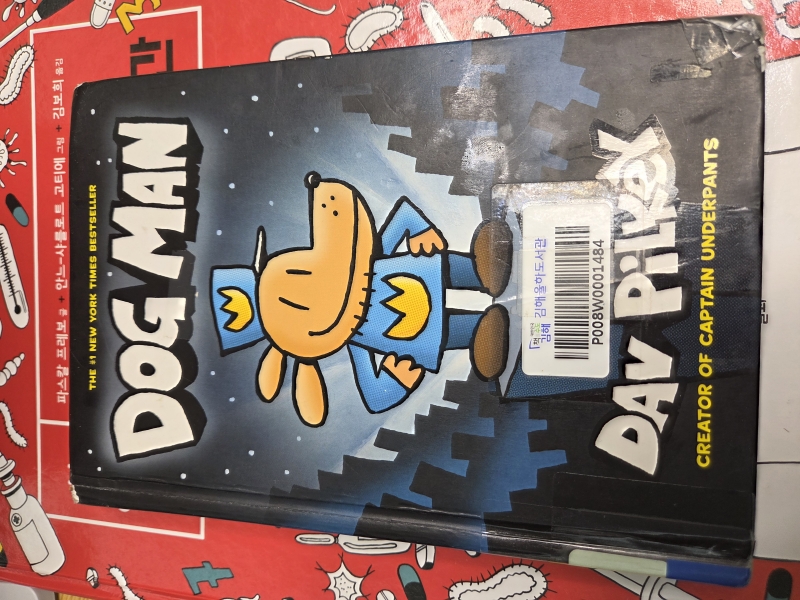 THE #1 NEW YORK TIMES BESTSELLER
DOG MAN
김해율하도서관
P008W0001484
DAV PILKEY
CREATOR OF CAPTAIN UNDERPANTS
파스칼 프레보 글 + 안느-샤를로트 고티에 그림 + 김보희 옮김